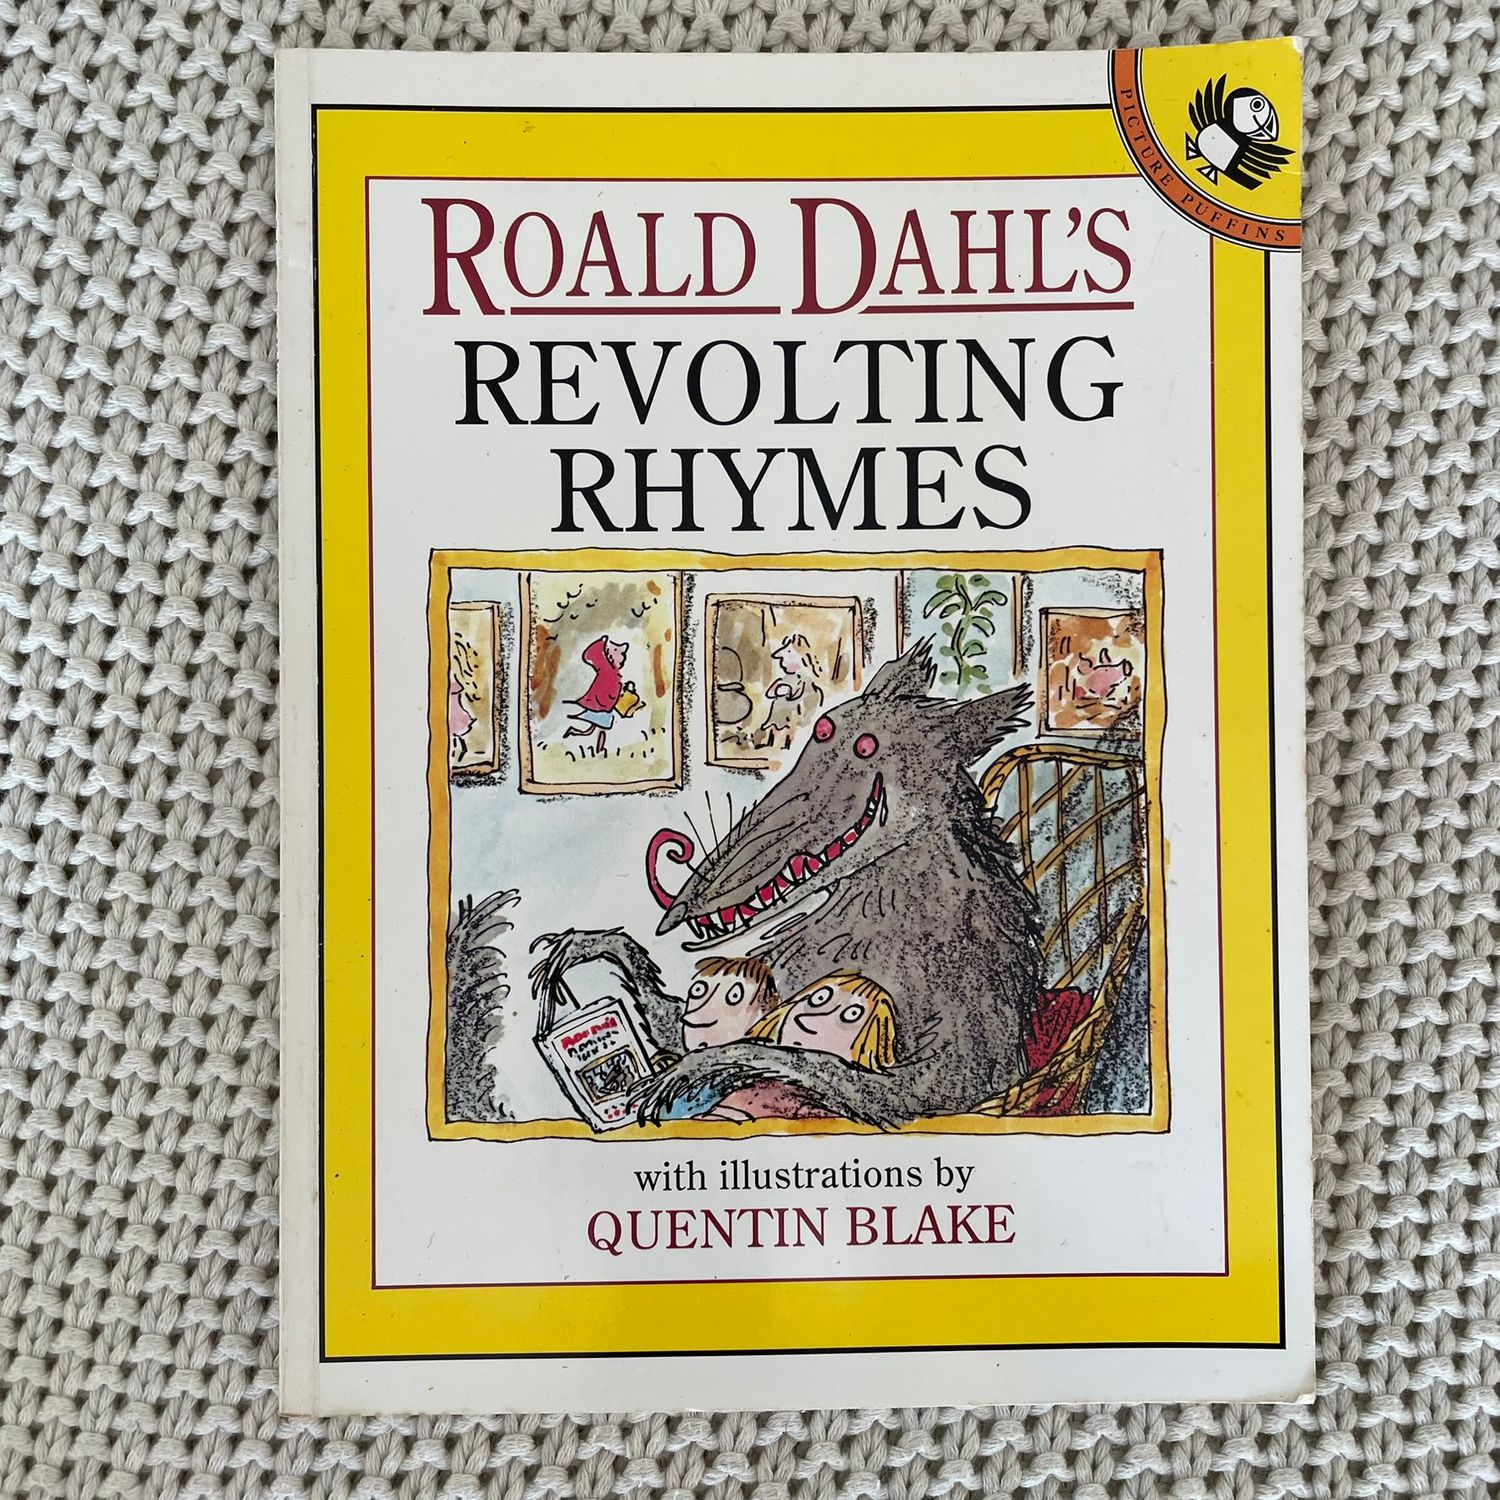 PICTURE PUFFINS
ROALD DAHL'S
REVOLTING
RHYMES
with illustrations by
QUENTIN BLAKE